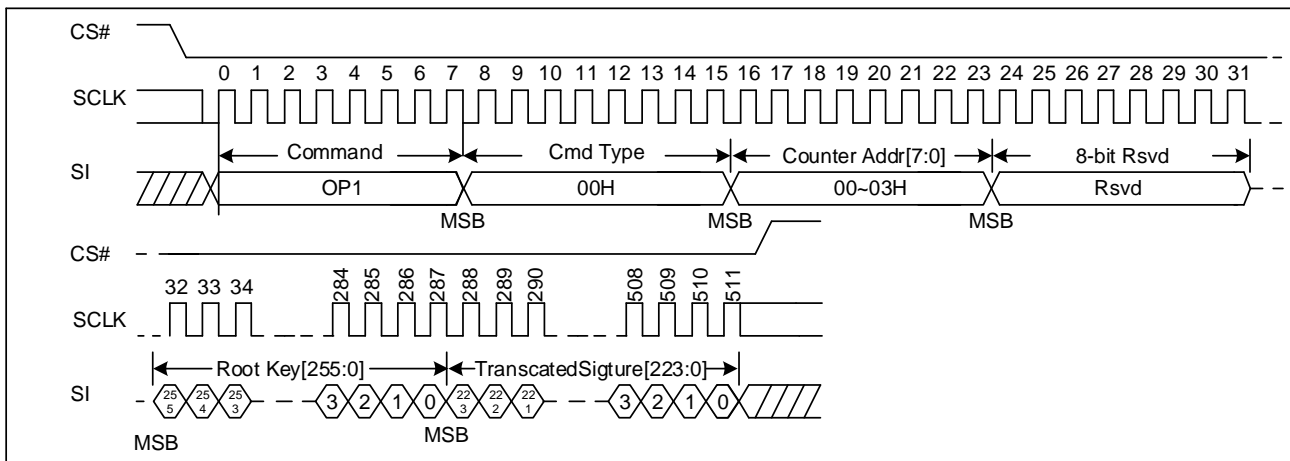 CS#
0 1 2 3 4 5 6 7 8 9 10 11 12 13 14 15 16 17 18 19 20 21 22 23 24 25 26 27 28 29 30 31
SCLK
Command Cmd Type Counter Addr[7:0] 8-bit Rsvd
SI
OP1 00H 00~03H Rsvd
MSB MSB MSB
CS#
32 33 34 284 285 286 287 288 289 290 508 509 510 511
SCLK
Root Key[255:0] TranscatedSigture[223:0]
SI
255 254 253 3 2 1 0 223 222 221 3 2 1 0
MSB MSB